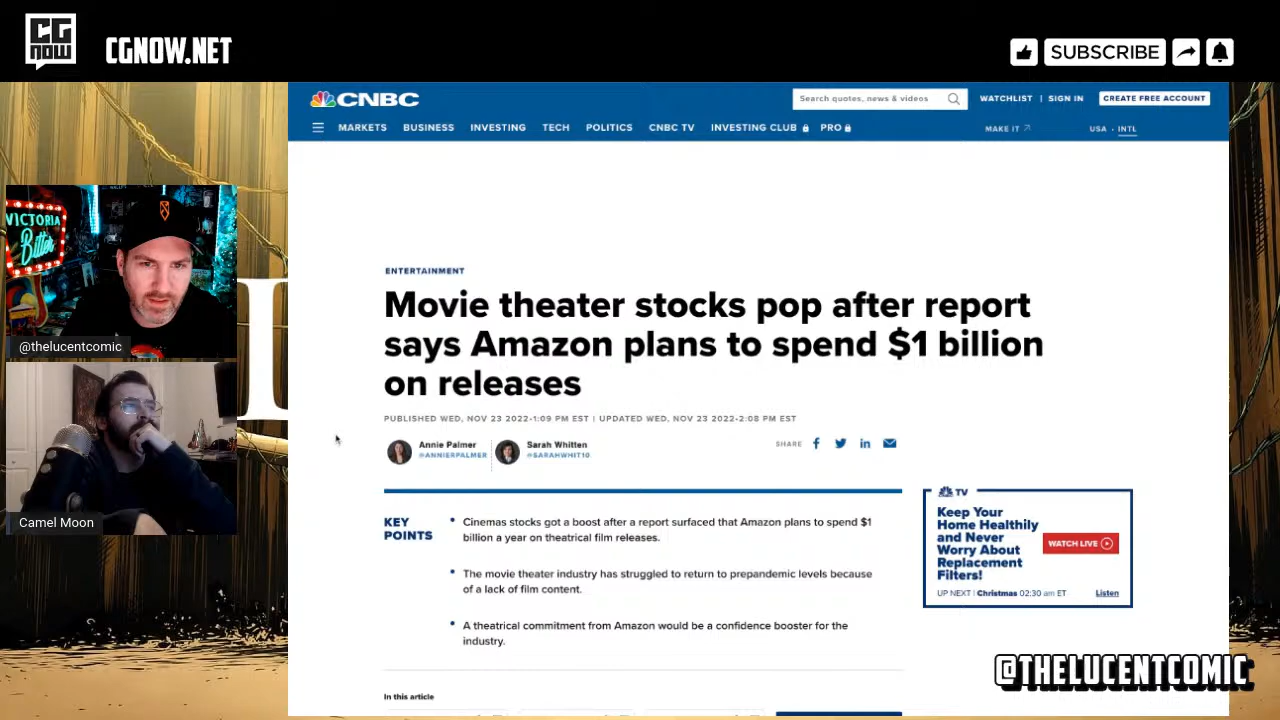 CG
NOW
CGNOW.NET
SUBSCRIBE
CNBC
Search quotes, news & videos
WATCHLIST | SIGN IN
CREATE FREE ACCOUNT
MARKETS BUSINESS INVESTING TECH POLITICS CNBC TV INVESTING CLUB PRO
MAKE IT
USA • INTL
VICTORIA
Bitter
@thelucentcomic
Camel Moon
ENTERTAINMENT
Movie theater stocks pop after report
says Amazon plans to spend $1 billion
on releases
PUBLISHED WED, NOV 23 2022•1:09 PM EST | UPDATED WED, NOV 23 2022•2:08 PM EST
Annie Palmer
@ANNIERPALMER
Sarah Whitten
@SARAHWHIT10
SHARE
KEY
POINTS
Cinemas stocks got a boost after a report surfaced that Amazon plans to spend $1
billion a year on theatrical film releases.
The movie theater industry has struggled to return to prepandemic levels because
of a lack of film content.
A theatrical commitment from Amazon would be a confidence booster for the
industry.
TV
Keep Your
Home Healthily
and Never
Worry About
Replacement
Filters!
WATCH LIVE
UP NEXT | Christmas 02:30 am ET
Listen
In this article
@THELUCENTCOMIC